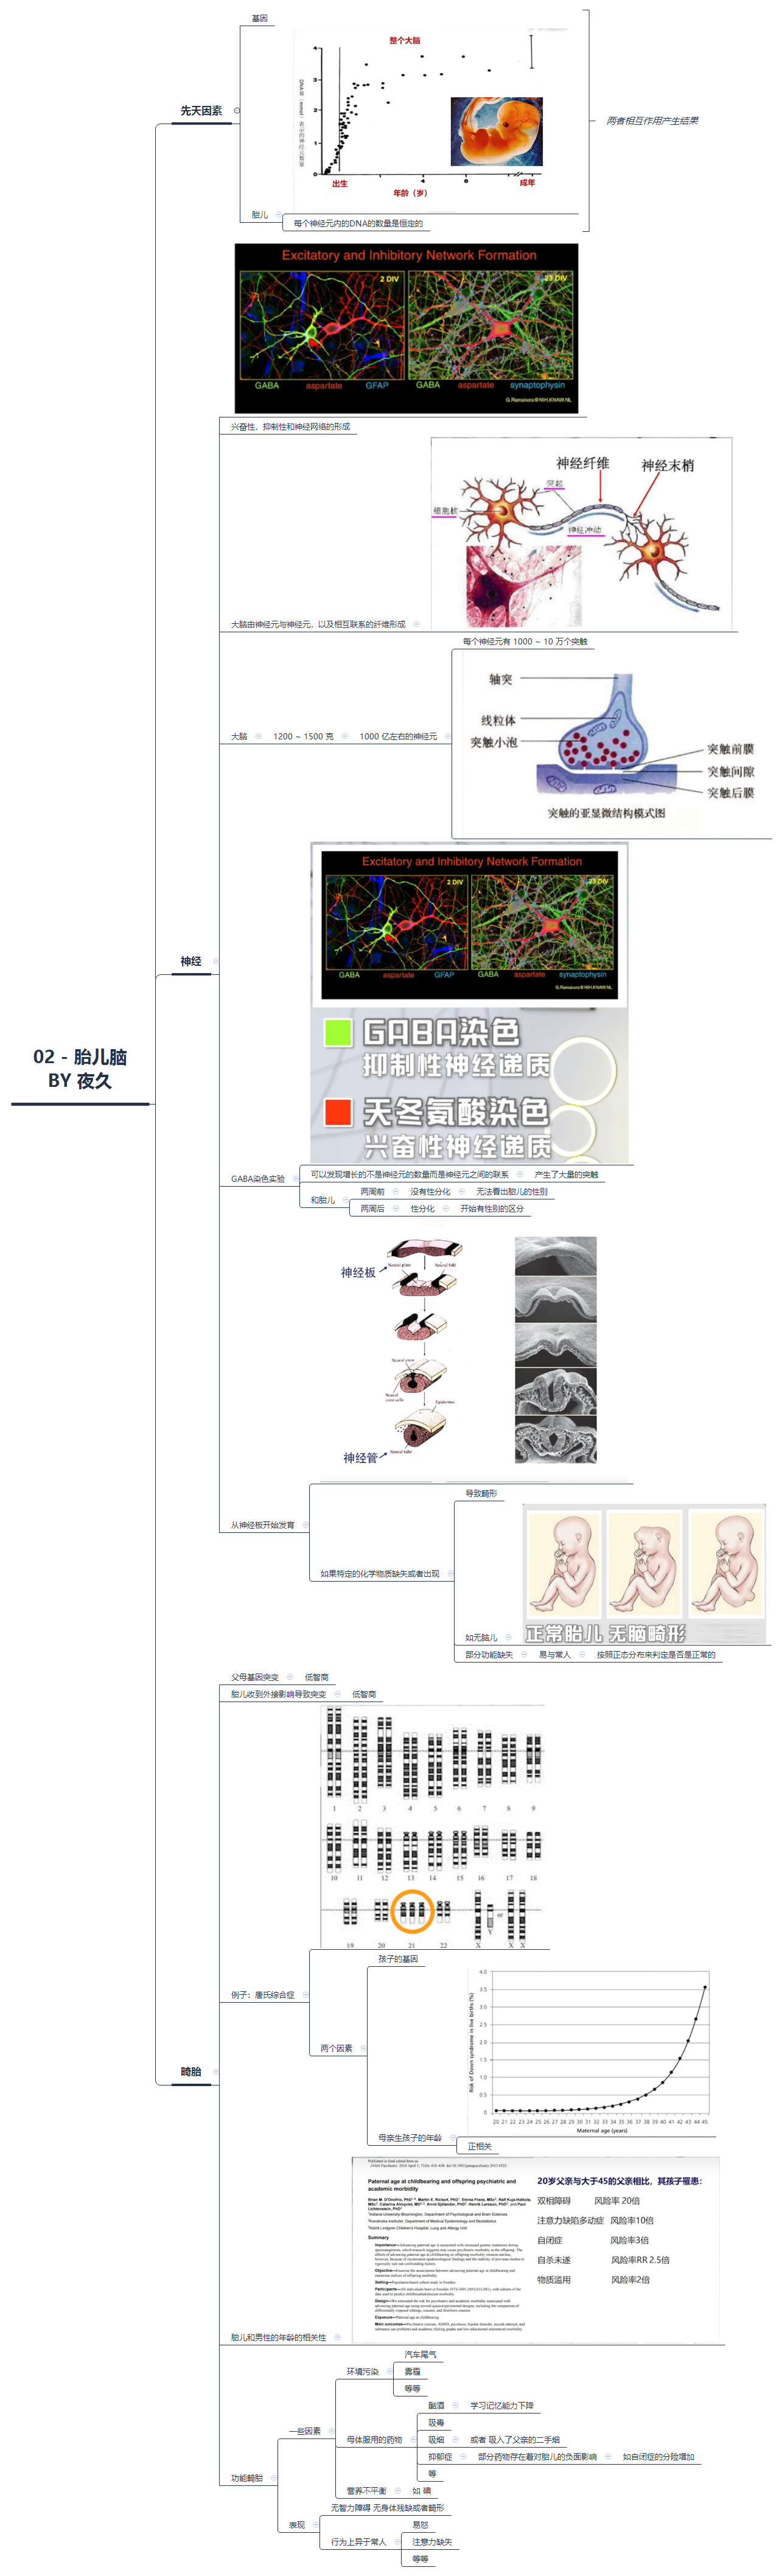 基因
整个大脑
DNA量（mmol）表示的神经元数量
4
3
2
1
0
出生
4
6
成年
年龄（岁）
先天因素
两者相互作用产生结果
胎儿
每个神经元内的DNA的数量是恒定的
Excitatory and Inhibitory Network Formation
2 DIV
23 DIV
GABA aspartate GFAP
GABA aspartate synaptophysin
G.Ramakers@NIH.KNAW.NL
兴奋性，抑制性和神经网络的形成
神经纤维
神经末梢
突起
细胞核
神经冲动
大脑由神经元与神经元，以及相互联系的纤维形成
每个神经元有 1000 ~ 10 万个突触
轴突
线粒体
突触小泡
突触前膜
突触间隙
突触后膜
突触的亚显微结构模式图
大脑
1200 ~ 1500 克
1000 亿左右的神经元
Excitatory and Inhibitory Network Formation
2 DIV
23 DIV
GABA aspartate GFAP
GABA aspartate synaptophysin
G.Ramakers@NIH.KNAW.NL
神经
GABA染色
抑制性神经递质
天冬氨酸染色
兴奋性神经递质
02 - 胎儿脑
BY 夜久
GABA染色实验
可以发现增长的不是神经元的数量而是神经元之间的联系
产生了大量的突触
和胎儿
两周前
没有性分化
无法看出胎儿的性别
两周后
性分化
开始有性别的区分
神经板
Neural plate
Neural fold
Neural crest
Neural crest cells
Epidermis
神经管
Neural tube
从神经板开始发育
导致畸形
如果特定的化学物质缺失或者出现
正常胎儿 无脑畸形
如无脑儿
部分功能缺失
易与常人
按照正态分布来判定是否是正常的
父母基因突变
低智商
胎儿收到外接影响导致突变
低智商
1 2 3 4 5 6 7 8 9
10 11 12 13 14 15 16 17 18
19 20 21 22 X Y or X X
例子：唐氏综合症
孩子的基因
两个因素
Risk of Down syndrome in live births (%)
4.0
3.5
3.0
2.5
2.0
1.5
1.0
0.5
0
20 21 22 23 24 25 26 27 28 29 30 31 32 33 34 35 36 37 38 39 40 41 42 43 44 45
Maternal age (years)
母亲生孩子的年龄
正相关
畸胎
Published in final edited form as:
Paternal age at childbearing and offspring psychiatric and
academic morbidity
Summary
20岁父亲与大于45的父亲相比，其孩子罹患：
双相障碍 风险率 20倍
注意力缺陷多动症 风险率10倍
自闭症 风险率3倍
自杀未遂 风险率RR 2.5倍
物质滥用 风险率2倍
胎儿和男性的年龄的相关性
汽车尾气
环境污染
雾霾
等等
一些因素
酗酒
学习记忆能力下降
吸毒
母体服用的药物
吸烟
或者 吸入了父亲的二手烟
抑郁症
部分药物存在着对胎儿的负面影响
如自闭症的分险增加
等
功能畸胎
营养不平衡
如 碘
无智力障碍 无身体残缺或者畸形
表现
易怒
行为上异于常人
注意力缺失
等等